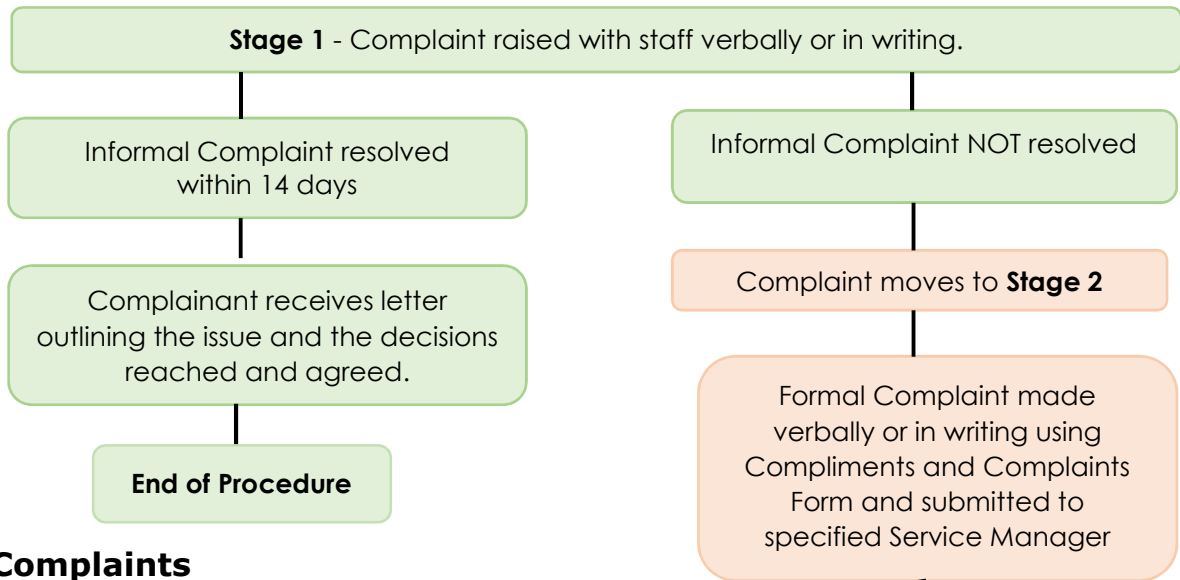 Stage 1 - Complaint raised with staff verbally or in writing.
Informal Complaint resolved
within 14 days
Complainant receives letter
outlining the issue and the decisions
reached and agreed.
End of Procedure
Informal Complaint NOT resolved
Complaint moves to Stage 2
Formal Complaint made
verbally or in writing using
Compliments and Complaints
Form and submitted to
specified Service Manager
Complaints